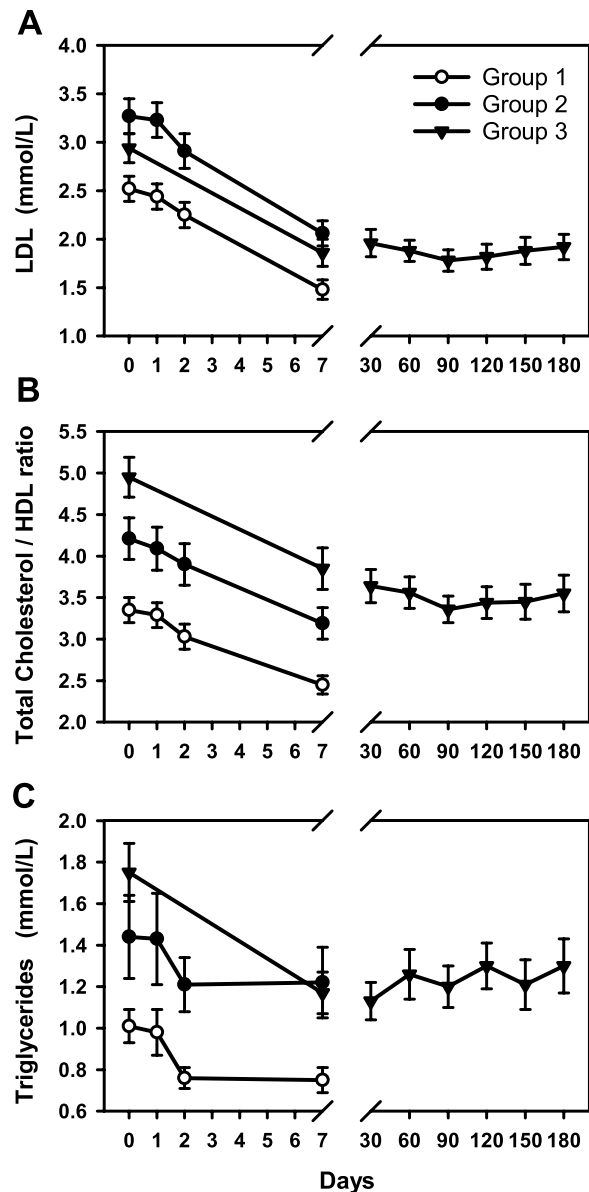 A
LDL (mmol/L)
4.0
3.5
3.0
2.5
2.0
1.5
1.0
Group 1
Group 2
Group 3
0 1 2 3 4 5 6 7 30 60 90 120 150 180
B
Total Cholesterol / HDL ratio
5.5
5.0
4.5
4.0
3.5
3.0
2.5
2.0
0 1 2 3 4 5 6 7 30 60 90 120 150 180
C
Triglycerides (mmol/L)
2.0
1.8
1.6
1.4
1.2
1.0
0.8
0.6
0 1 2 3 4 5 6 7 30 60 90 120 150 180
Days